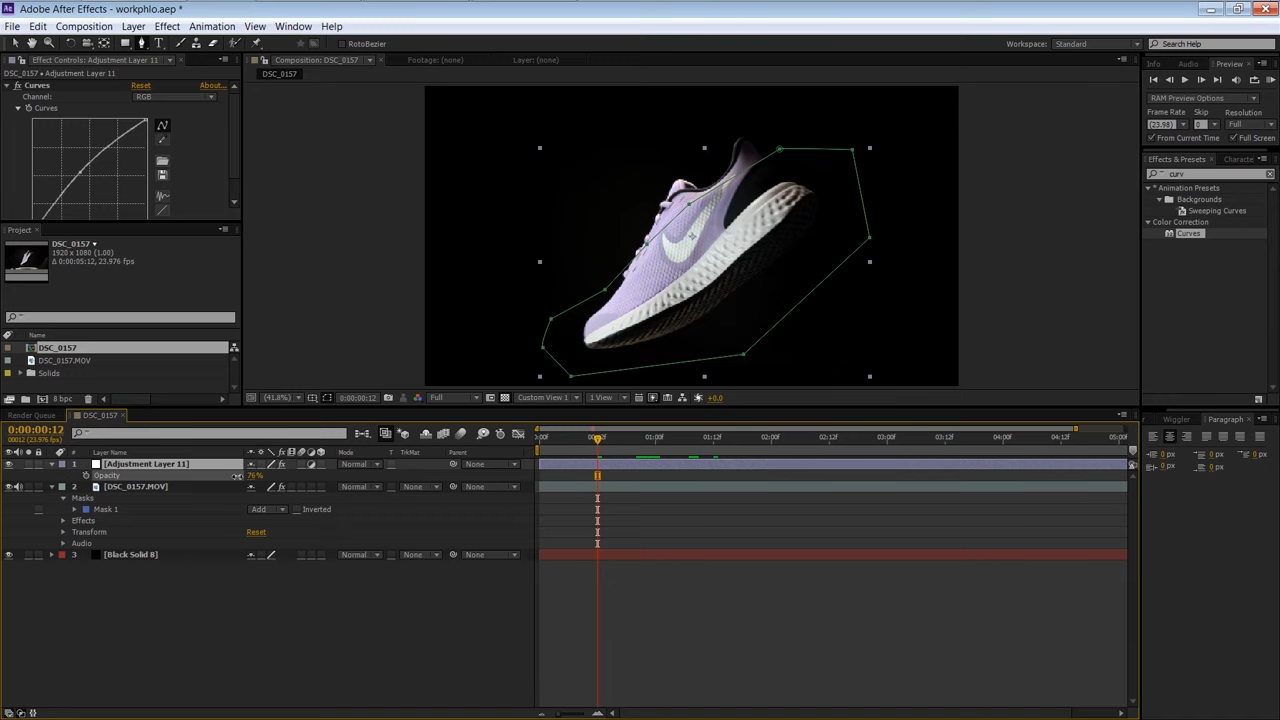 Adobe After Effects - workphlo.aep *
File Edit Composition Layer Effect Animation View Window Help
RotoBezier
Workspace: Standard
Search Help
Effect Controls: Adjustment Layer 11
Composition: DSC_0157
Footage: (none)
Layer: (none)
Info Audio Preview
DSC_0157 • Adjustment Layer 11
DSC_0157
Curves Reset About...
Channel: RGB
Curves
RAM Preview Options
Frame Rate Skip Resolution
(23.98) 0 Full
From Current Time Full Screen
Effects & Presets Characte
curv
* Animation Presets
Backgrounds
Sweeping Curves
Color Correction
Curves
Project
DSC_0157
1920 x 1080 (1.00)
Δ 0:00:05:12, 23.976 fps
Name
DSC_0157
DSC_0157.MOV
Solids
8 bpc
(41.8%) 0:00:00:12 Full Custom View 1 1 View +0.0
Render Queue DSC_0157
Wiggler Paragraph
0:00:00:12
00012 (23.976 fps)
01:00f 01:12f 02:00f 02:12f 03:00f 03:12f 04:00f 04:12f 05:00f
# Name Mode T TrkMat Parent
1 [Adjustment Layer 11] Normal None
Opacity 76%
2 [DSC_0157.MOV] Normal None None
Masks
Mask 1 Add Inverted
Effects
Transform Reset
Audio
3 [Black Solid 8] Normal None None
0 px 0 px 0 px
0 px 0 px